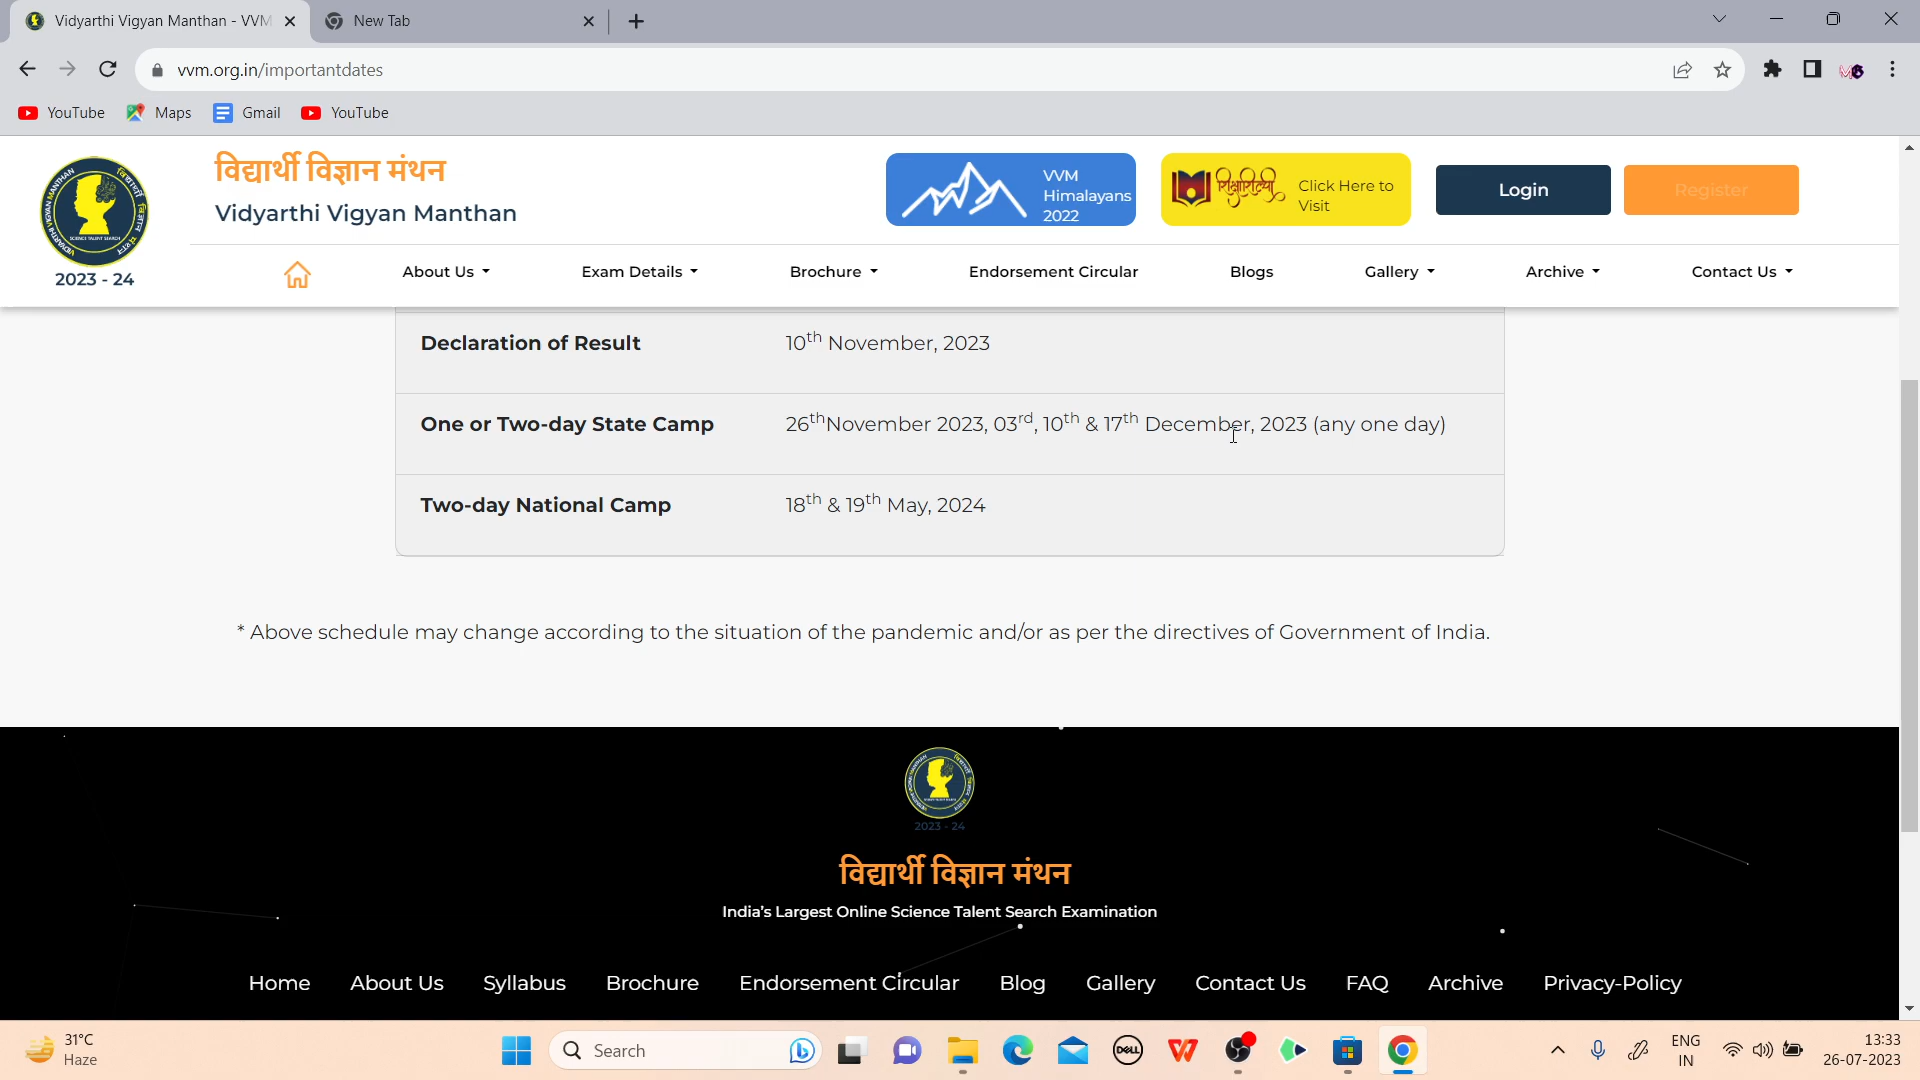 Vidyarthi Vigyan Manthan - VVM
New Tab
vvm.org.in/importantdates
YouTube
Maps
Gmail
YouTube
विद्यार्थी विज्ञान मंथन
Vidyarthi Vigyan Manthan
2023 - 24
VVM
Himalayans
2022
Click Here to
Visit
Login
Register
About Us
Exam Details
Brochure
Endorsement Circular
Blogs
Gallery
Archive
Contact Us
Declaration of Result 10th November, 2023
One or Two-day State Camp 26thNovember 2023, 03rd, 10th & 17th December, 2023 (any one day)
Two-day National Camp 18th & 19th May, 2024
* Above schedule may change according to the situation of the pandemic and/or as per the directives of Government of India.
2023 - 24
विद्यार्थी विज्ञान मंथन
India's Largest Online Science Talent Search Examination
Home About Us Syllabus Brochure Endorsement Circular Blog Gallery Contact Us FAQ Archive Privacy-Policy
31°C
Haze
Search
DELL
ENG
IN
13:33
26-07-2023